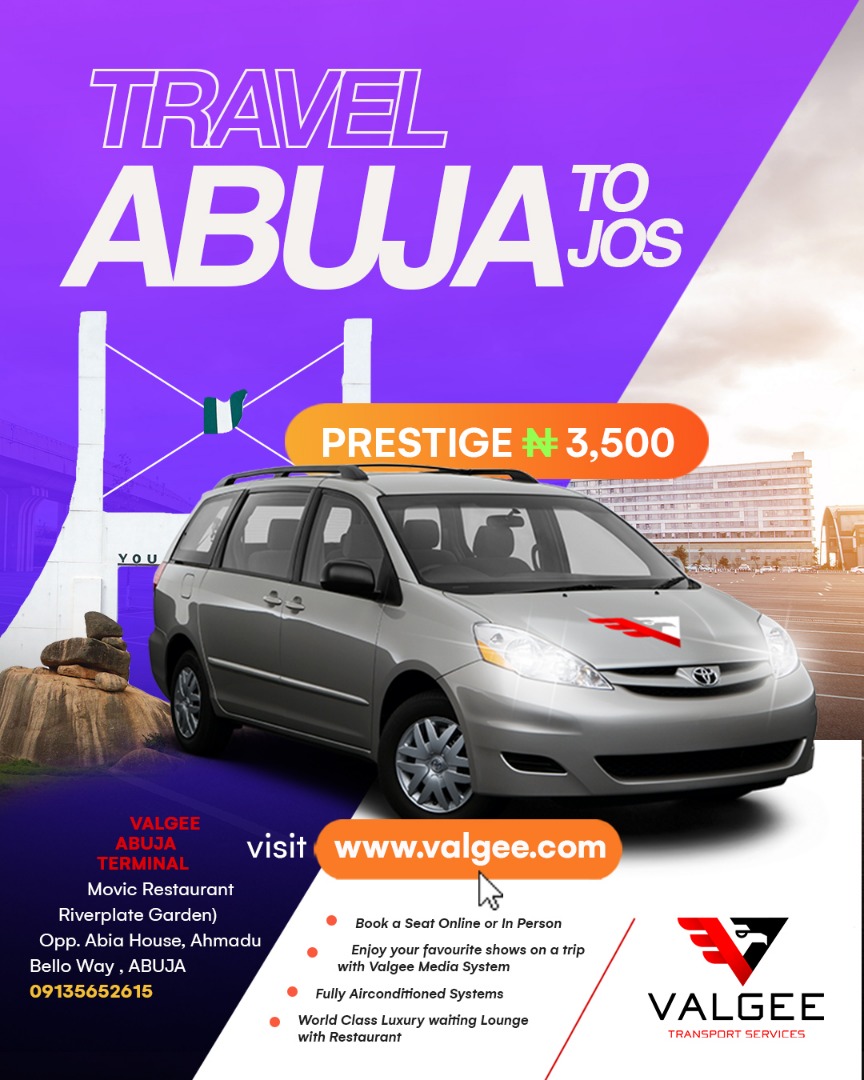 TRAVEL
ABUJA
TO
JOS
PRESTIGE ₦ 3,500
YOU
VALGEE
ABUJA
TERMINAL
Movic Restaurant
Riverplate Garden)
Opp. Abia House, Ahmadu
Bello Way , ABUJA
09135652615
visit www.valgee.com
Book a Seat Online or In Person
Enjoy your favourite shows on a trip
with Valgee Media System
Fully Airconditioned Systems
World Class Luxury waiting Lounge
with Restaurant
VALGEE
TRANSPORT SERVICES